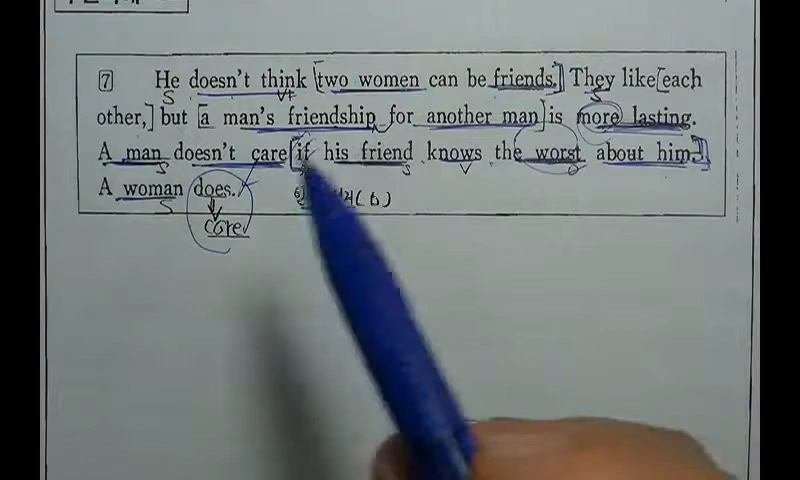 7 He doesn't think [two women can be friends.] They like [each
S vt S
other,] but [a man's friendship for another man] is more lasting.
A man doesn't care [if his friend knows the worst about him.]
S S V o
A woman does.
S
care